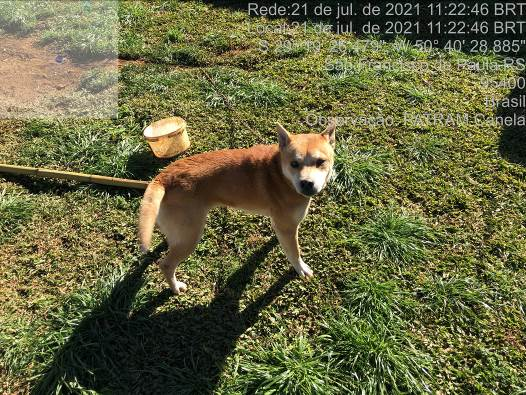 Rede:21 de jul. de 2021 11:22:46 BRT
Local:21 de jul. de 2021 11:22:46 BRT
W 50° 40' 28.885"
São Francisco de Paula RS
Brasil
Observação: PATRAM Canela